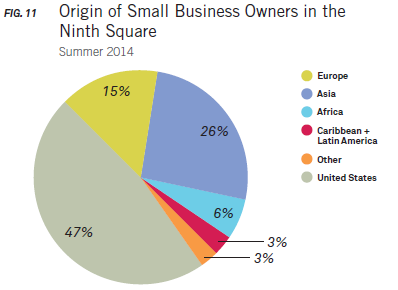 FIG. 11 Origin of Small Business Owners in the
Ninth Square
Summer 2014
15%
26%
6%
3%
3%
47%
Europe
Asia
Africa
Caribbean +
Latin America
Other
United States